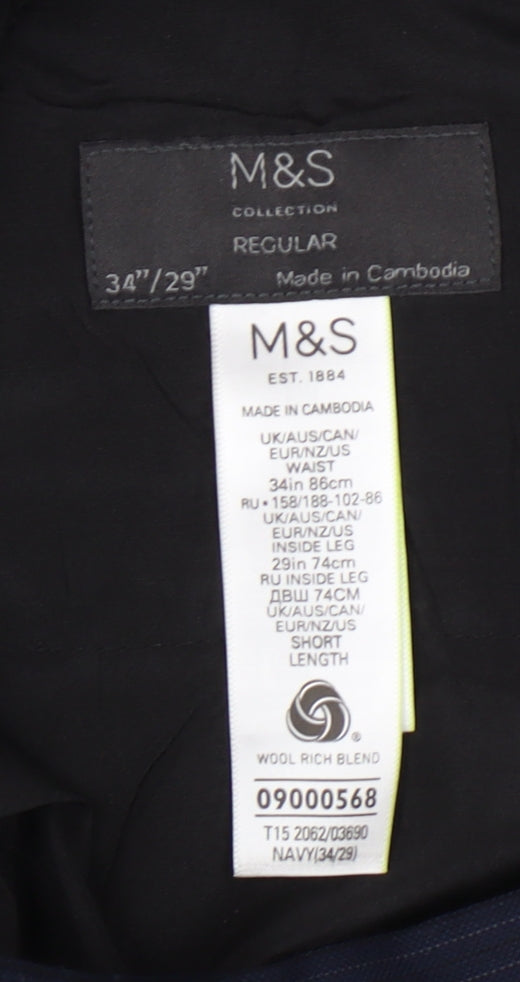 M&S
COLLECTION
REGULAR
34"/29" Made in Cambodia
M&S
EST. 1884
MADE IN CAMBODIA
UK/AUS/CAN/
EUR/NZ/US
WAIST
34in 86cm
RU • 158/188-102-86
UK/AUS/CAN/
EUR/NZ/US
INSIDE LEG
29in 74cm
RU INSIDE LEG
ДВШ 74CM
UK/AUS/CAN/
EUR/NZ/US
SHORT
LENGTH
®
WOOL RICH BLEND
09000568
T15 2062/03690
NAVY(34/29)